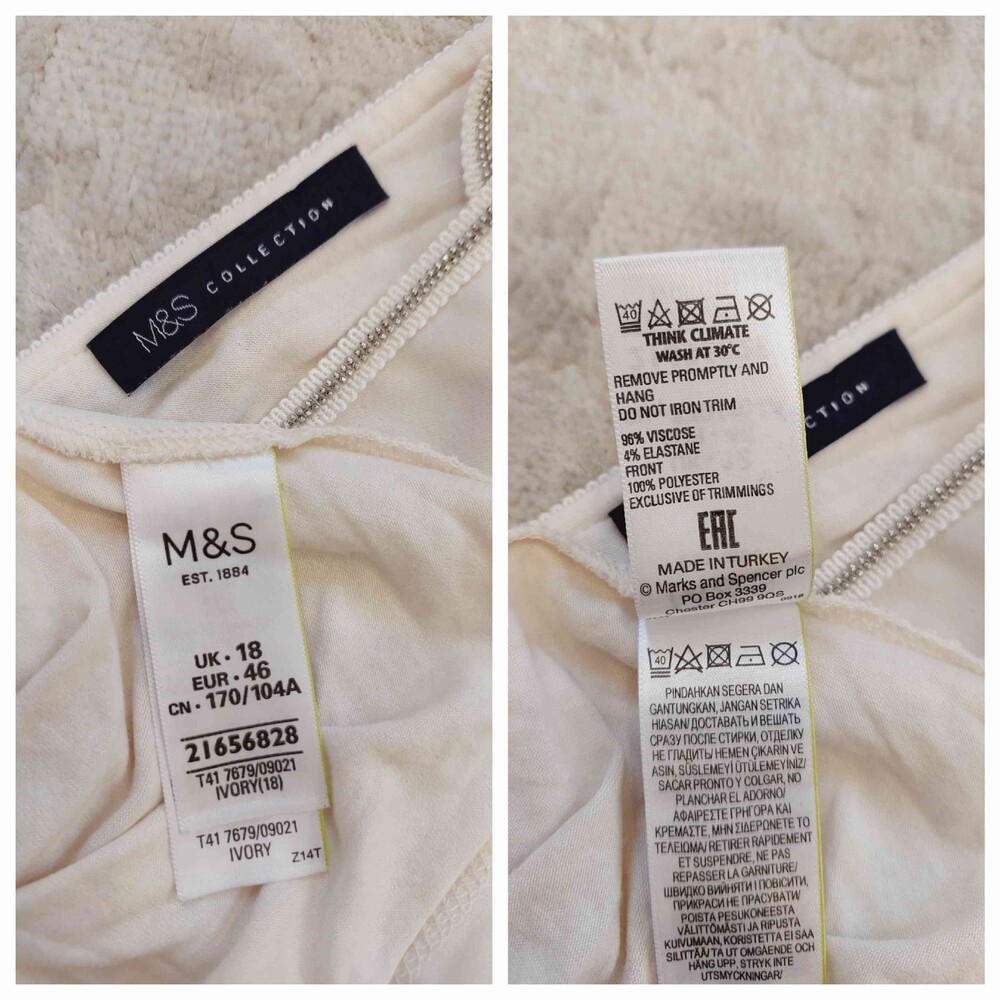 M&S COLLECTION
M&S
EST. 1884
UK • 18
EUR • 46
CN • 170/104A
21656828
T41 7679/09021
IVORY(18)
T41 7679/09021
IVORY
Z14T
CTION
40
THINK CLIMATE
WASH AT 30°C
REMOVE PROMPTLY AND
HANG
DO NOT IRON TRIM
96% VISCOSE
4% ELASTANE
FRONT
100% POLYESTER
EXCLUSIVE OF TRIMMINGS
EAC
MADE IN TURKEY
© Marks and Spencer plc
PO Box 3339
Chester CH99 9QS
0918
40
PINDAHKAN SEGERA DAN
GANTUNGKAN, JANGAN SETRIKA
HIASAN/ ДОСТАВАТЬ И ВЕШАТЬ
СРАЗУ ПОСЛЕ СТИРКИ, ОТДЕЛКУ
НЕ ГЛАДИТЬ/ HEMEN ÇIKARIN VE
ASIN, SÜSLEMEYİ ÜTÜLEMEYİNİZ/
SACAR PRONTO Y COLGAR, NO
PLANCHAR EL ADORNO/
ΑΦΑΙΡΕΣΤΕ ΓΡΗΓΟΡΑ ΚΑΙ
ΚΡΕΜΑΣΤΕ, ΜΗΝ ΣΙΔΕΡΩΝΕΤΕ ΤΟ
ΤΕΛΕΙΩΜΑ/ RETIRER RAPIDEMENT
ET SUSPENDRE, NE PAS
REPASSER LA GARNITURE/
ШВИДКО ВИЙНЯТИ І ПОВІСИТИ,
ПРИКРАСИ НЕ ПРАСУВАТИ/
POISTA PESUKONEESTA
VÄLITTÖMÄSTI JA RIPUSTA
KUIVUMAAN, KORISTETTA EI SAA
SILITTÄÄ/ TA UT OMGÅENDE OCH
HÄNG UPP, STRYK INTE
UTSMYCKNINGAR/